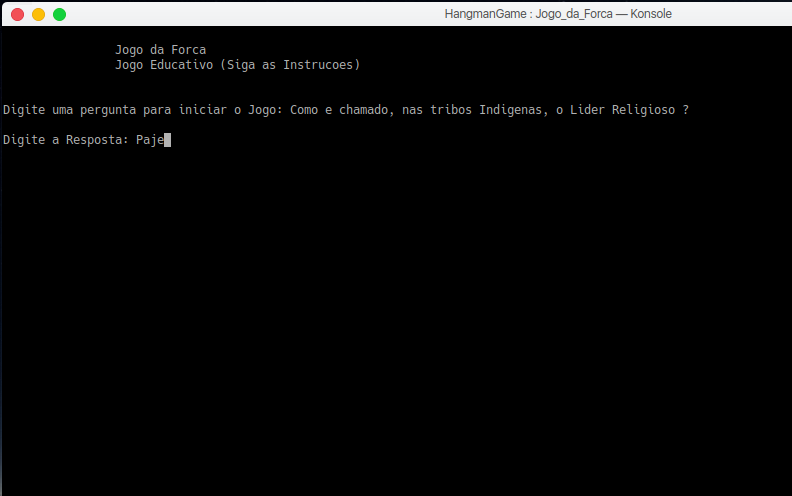 HangmanGame : Jogo_da_Forca — Konsole
Jogo da Forca
Jogo Educativo (Siga as Instrucoes)
Digite uma pergunta para iniciar o Jogo: Como e chamado, nas tribos Indigenas, o Lider Religioso ?
Digite a Resposta: Paje